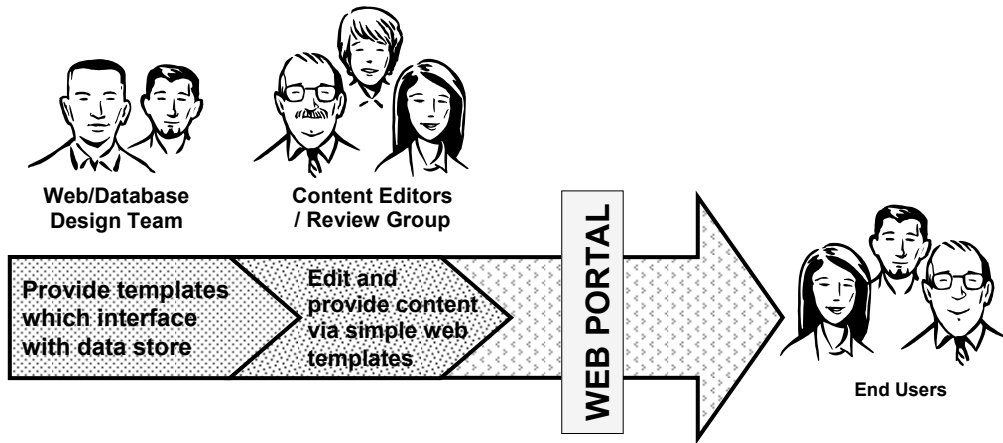 Web/Database
Design Team
Content Editors
/ Review Group
Provide templates
which interface
with data store
Edit and
provide content
via simple web
templates
WEB PORTAL
End Users